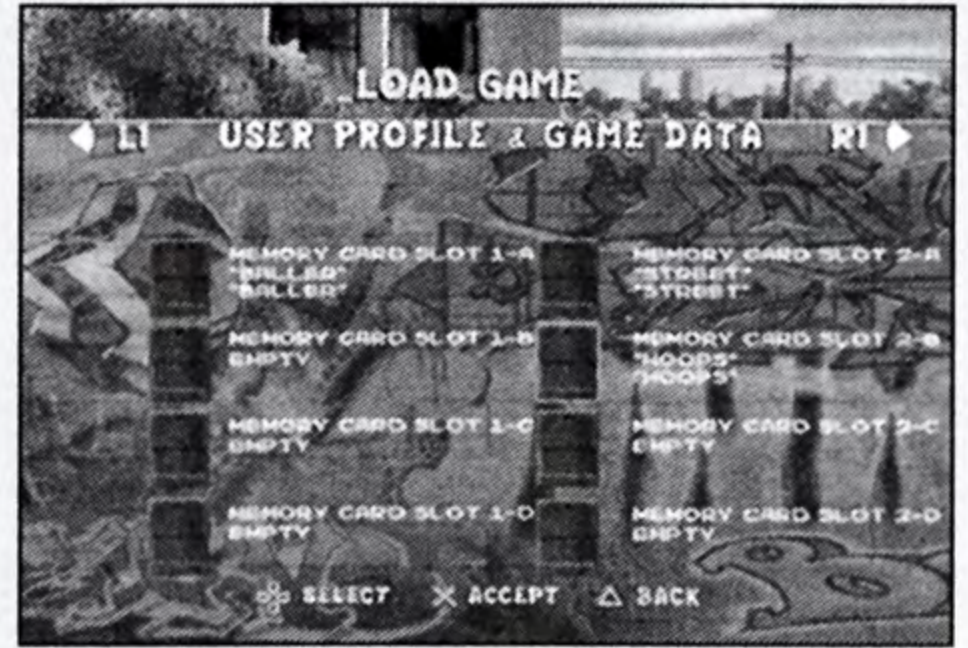 LOAD GAME
L1 USER PROFILE & GAME DATA R1
MEMORY CARD SLOT 1-A
"BALLER"
"BALLER"
MEMORY CARD SLOT 1-B
EMPTY
MEMORY CARD SLOT 1-C
EMPTY
MEMORY CARD SLOT 1-D
EMPTY
MEMORY CARD SLOT 2-A
"STREET"
"STREET"
MEMORY CARD SLOT 2-B
"HOOPS"
"HOOPS"
MEMORY CARD SLOT 2-C
EMPTY
MEMORY CARD SLOT 2-D
EMPTY
SELECT X ACCEPT △ BACK